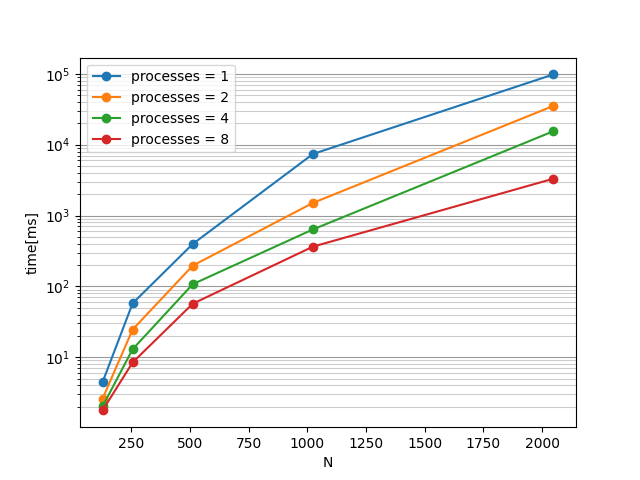 processes = 1
processes = 2
processes = 4
processes = 8
10^5
10^4
10^3
10^2
10^1
time[ms]
250 500 750 1000 1250 1500 1750 2000
N